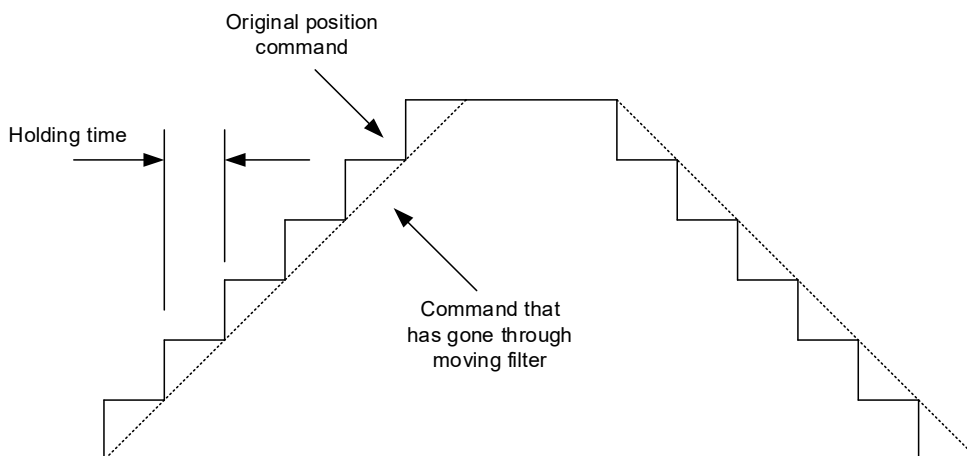 Original position
command
Holding time
Command that
has gone through
moving filter